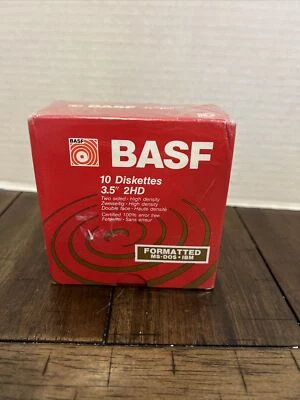 BASF
BASF
10 Diskettes
3.5" 2HD
Two sided · High density
Zweiseitig · High density
Double face · Haute densité
Certified 100% error free
Fehlerfrei · Sans erreur
FORMATTED
MS-DOS · IBM